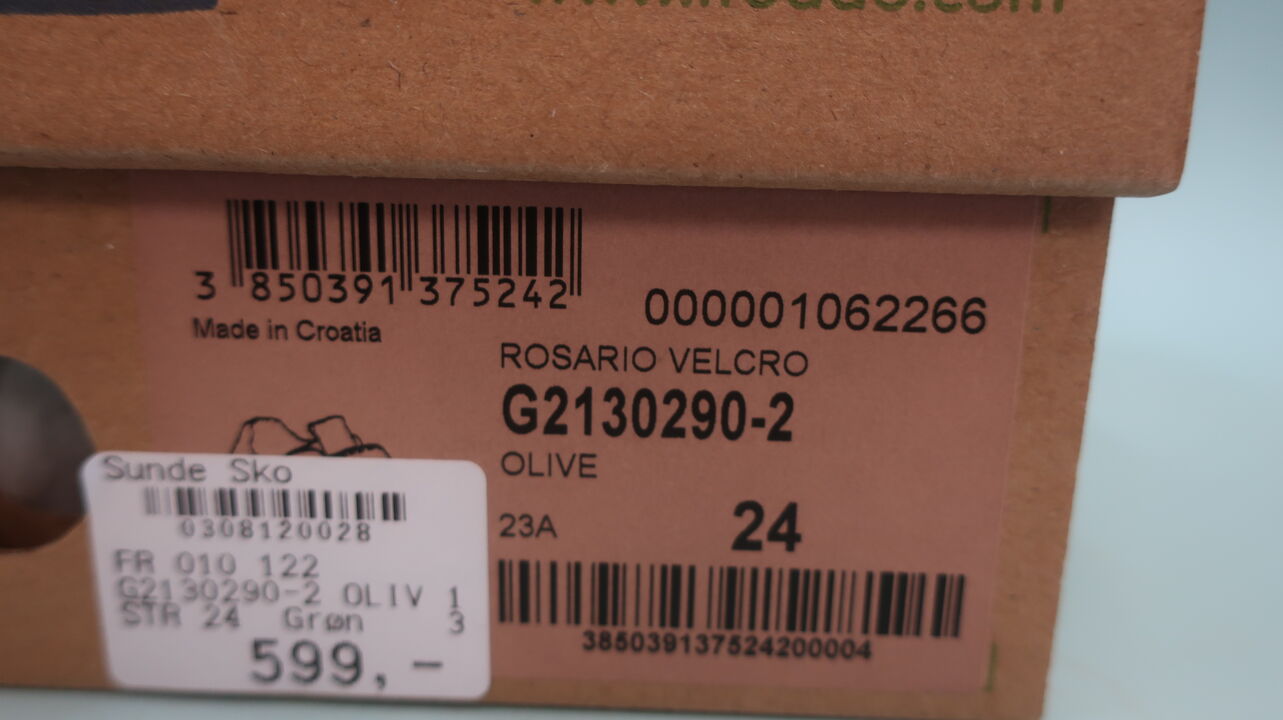 3 850391 375242
Made in Croatia
000001062266
ROSARIO VELCRO
G2130290-2
OLIVE
23A 24
385039137524200004
Sunde Sko
0308120028
FR 010 122
G2130290-2 OLIV 1
STR 24 Grøn 3
599,-